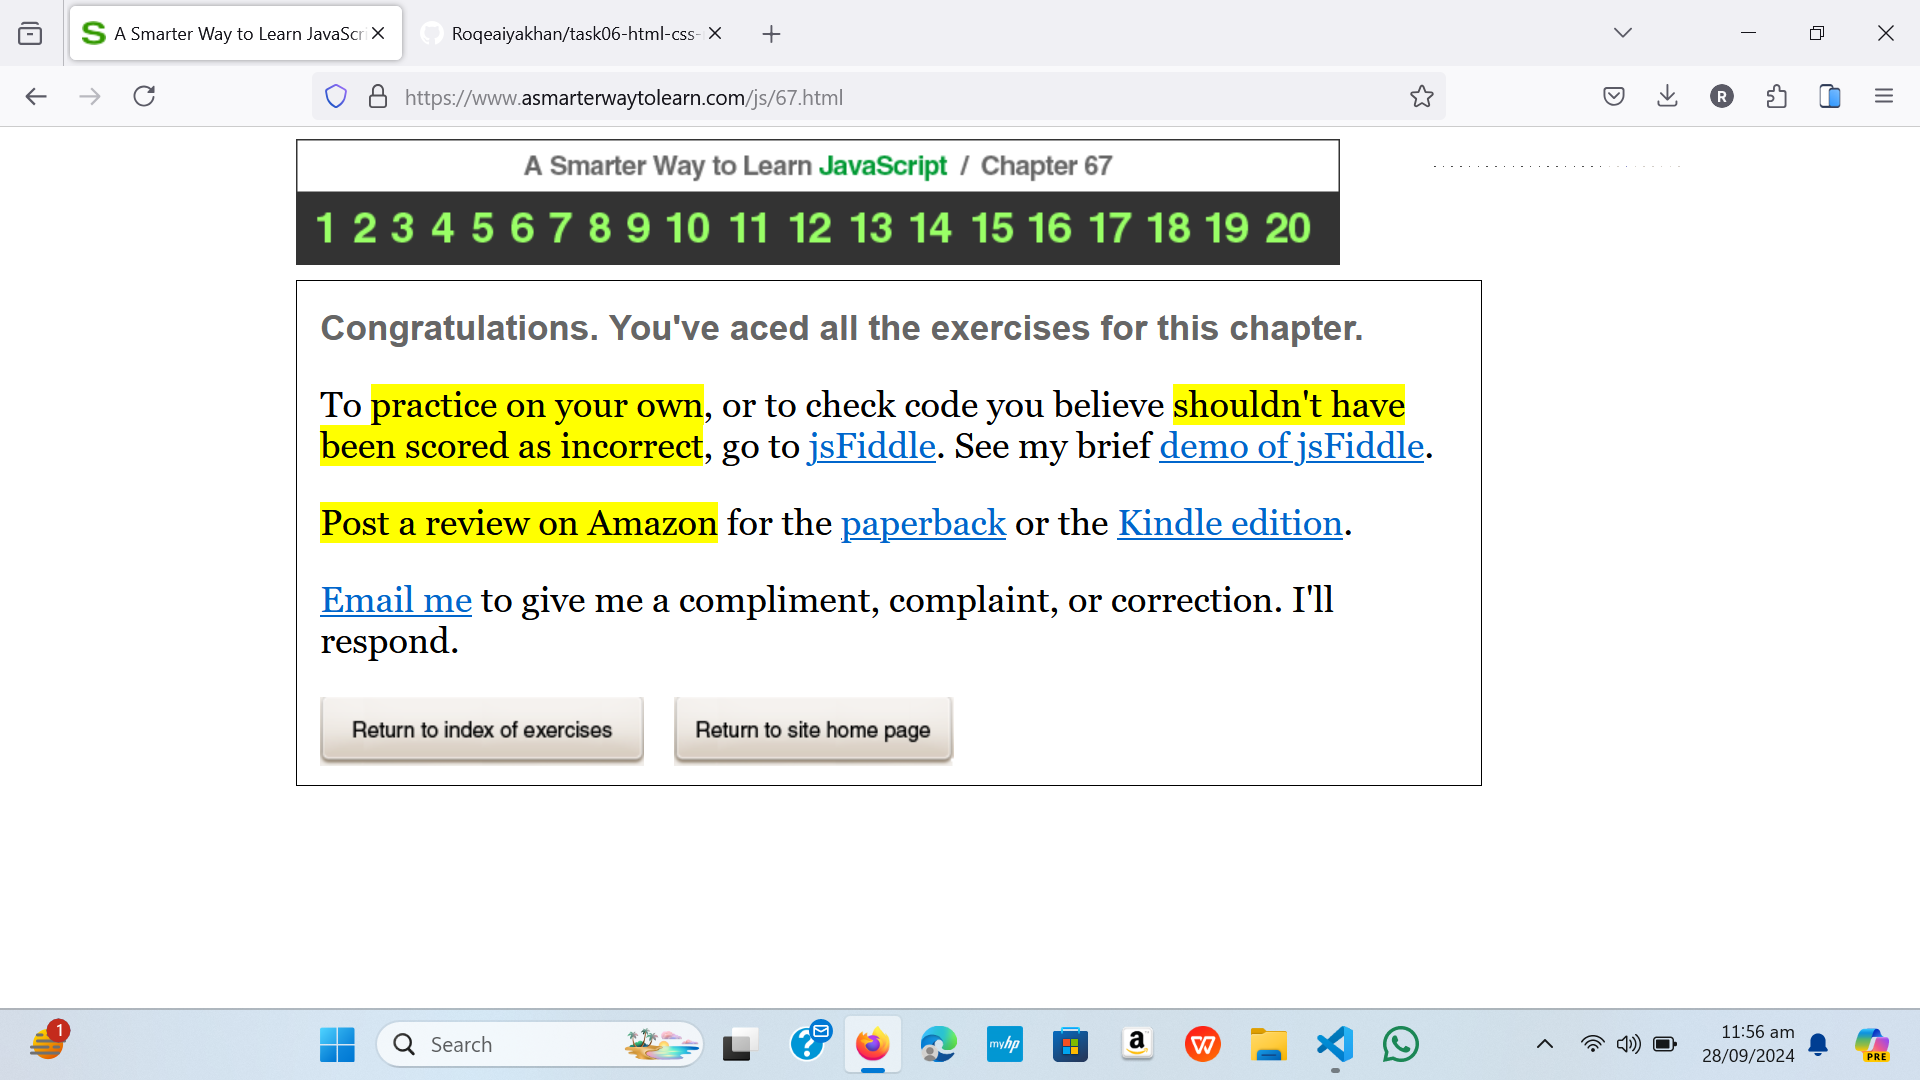 A Smarter Way to Learn JavaScri
Roqeaiyakhan/task06-html-css-
https://www.asmarterwaytolearn.com/js/67.html
R
A Smarter Way to Learn JavaScript / Chapter 67
1 2 3 4 5 6 7 8 9 10 11 12 13 14 15 16 17 18 19 20
Congratulations. You've aced all the exercises for this chapter.
To practice on your own, or to check code you believe shouldn't have
been scored as incorrect, go to jsFiddle. See my brief demo of jsFiddle.
Post a review on Amazon for the paperback or the Kindle edition.
Email me to give me a compliment, complaint, or correction. I'll
respond.
Return to index of exercises
Return to site home page
1
Search
myhp
a
W
11:56 am
28/09/2024
PRE